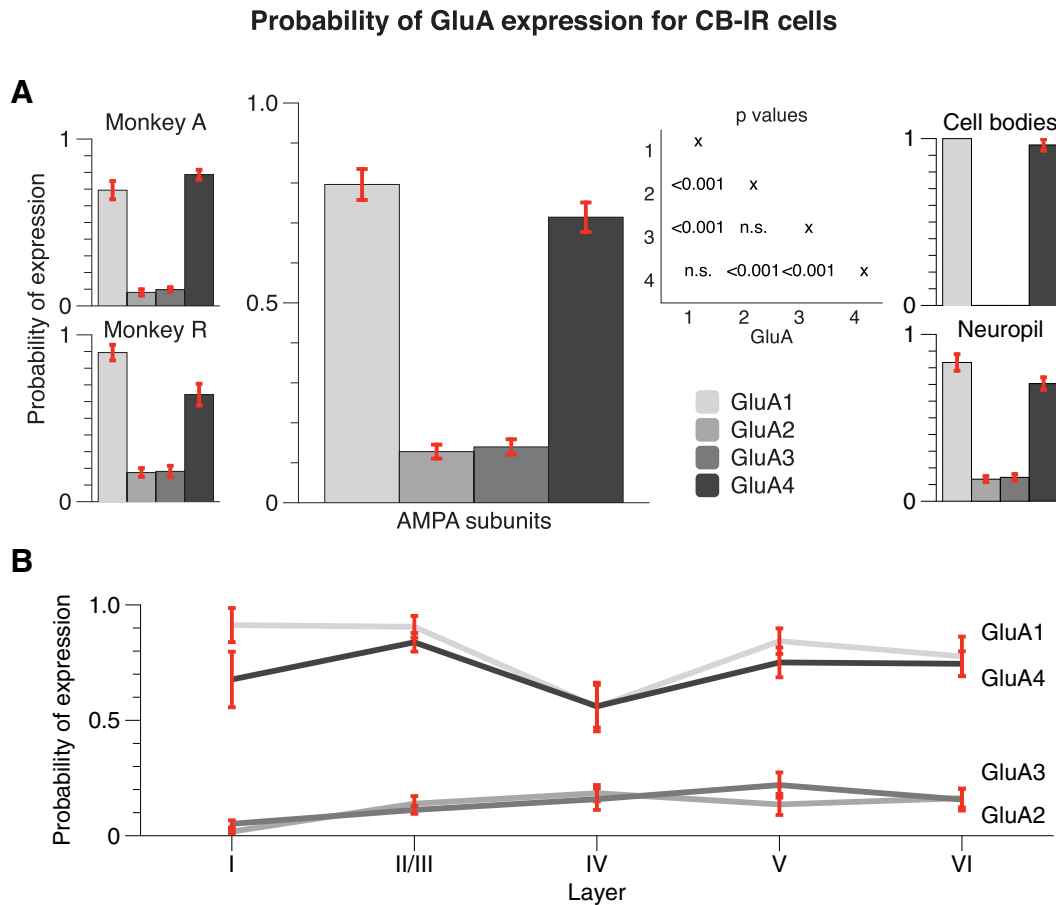 Probability of GluA expression for CB-IR cells
A
Monkey A
1
0
Probability of expression
Monkey R
1
0
1.0
0.5
0
AMPA subunits
p values
1 x
2 <0.001 x
3 <0.001 n.s. x
4 n.s. <0.001 <0.001 x
1 2 3 4
GluA
GluA1
GluA2
GluA3
GluA4
Cell bodies
1
0
Neuropil
1
0
B
Probability of expression
1.0
0.5
0
GluA1
GluA4
GluA3
GluA2
I II/III IV V VI
Layer